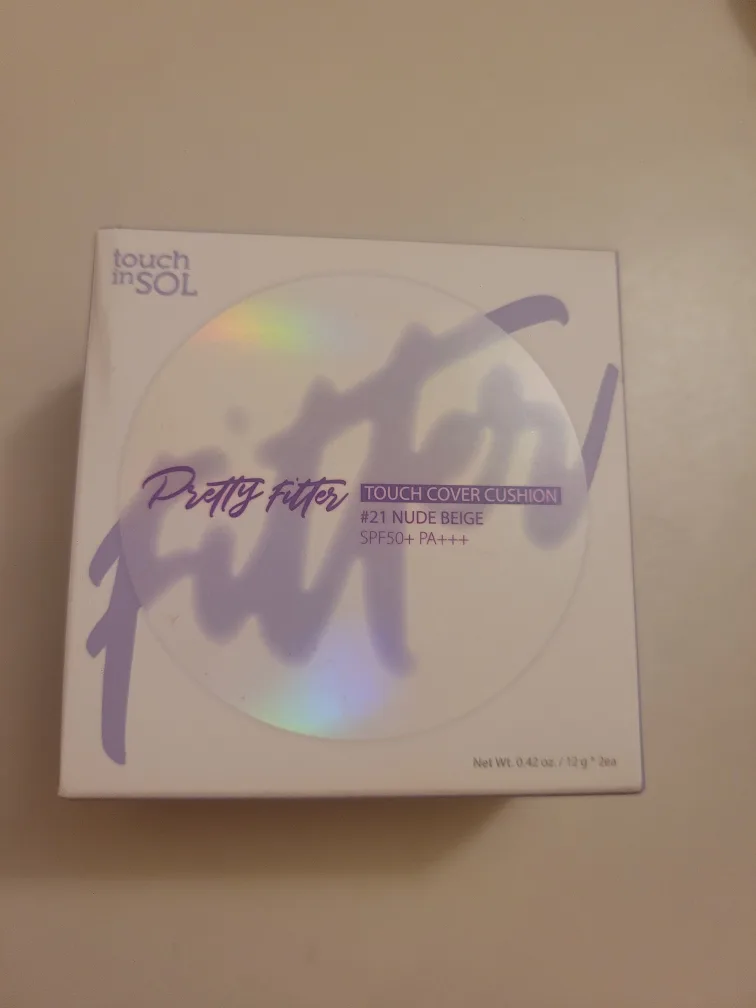 touch
in SOL
Fitter
Pretty Fitter TOUCH COVER CUSHION
#21 NUDE BEIGE
SPF50+ PA+++
Net Wt. 0.42 oz. / 12 g * 2ea